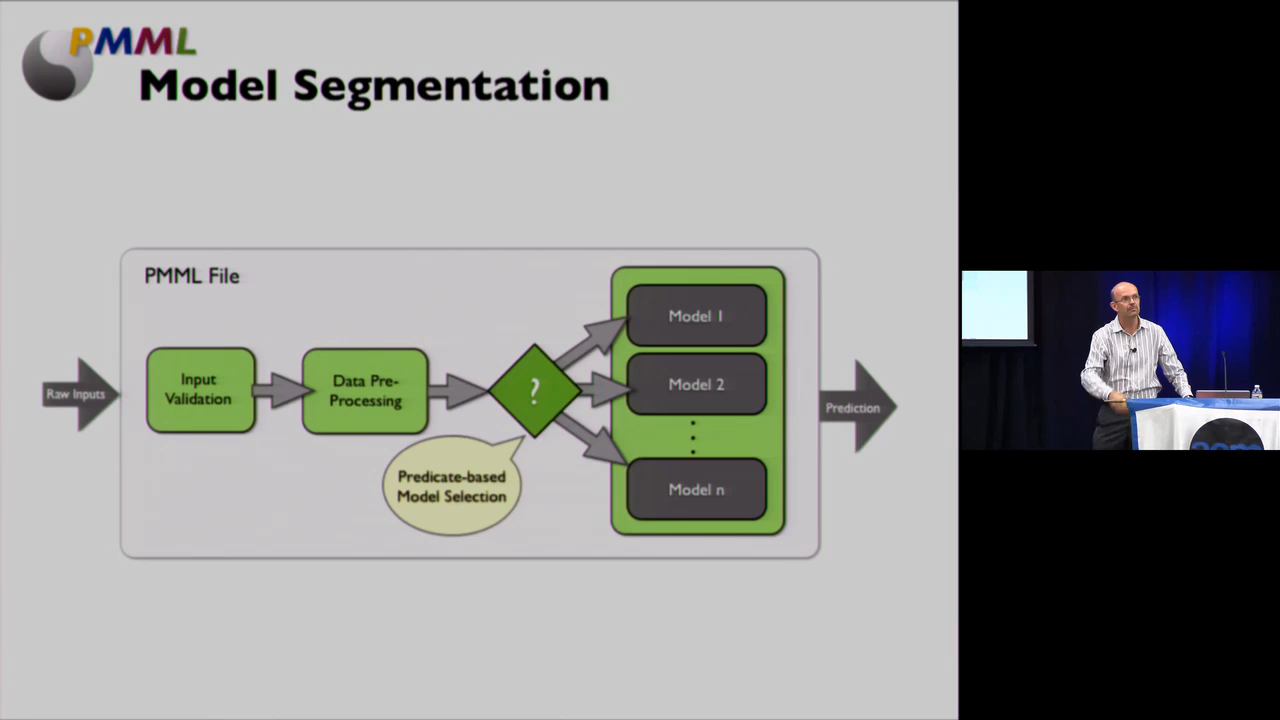 PMML
Model Segmentation
PMML File
Raw Inputs
Input
Validation
Data Pre-
Processing
?
Predicate-based
Model Selection
Model 1
Model 2
Model n
Prediction
acm